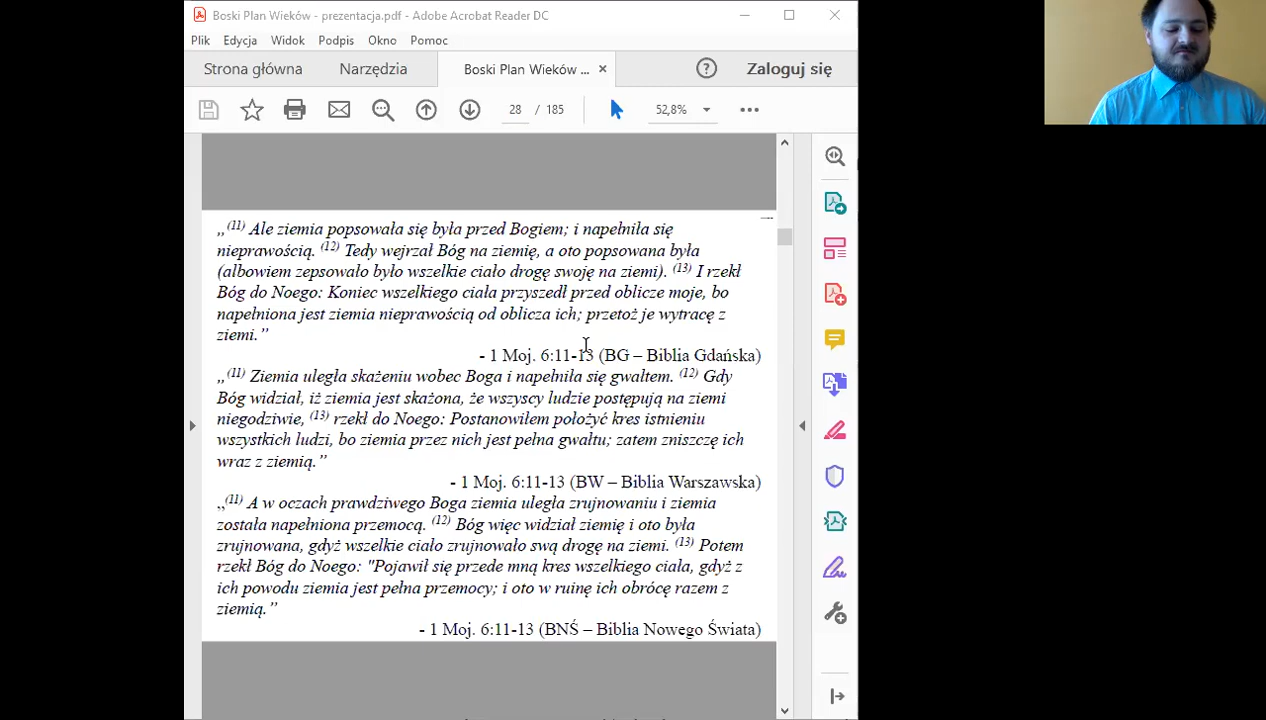 Boski Plan Wieków - prezentacja.pdf - Adobe Acrobat Reader DC
Plik Edycja Widok Podpis Okno Pomoc
Strona główna Narzędzia Boski Plan Wieków ... × Zaloguj się
28 / 185 52,8%
„(11) Ale ziemia popsowała się była przed Bogiem; i napełniła się
nieprawością. (12) Tedy wejrzał Bóg na ziemię, a oto popsowana była
(albowiem zepsowało było wszelkie ciało drogę swoję na ziemi). (13) I rzekł
Bóg do Noego: Koniec wszelkiego ciała przyszedł przed oblicze moje, bo
napełniona jest ziemia nieprawością od oblicza ich; przetoż je wytracę z
ziemi.”
- 1 Moj. 6:11-13 (BG – Biblia Gdańska)
„(11) Ziemia uległa skażeniu wobec Boga i napełniła się gwałtem. (12) Gdy
Bóg widział, iż ziemia jest skażona, że wszyscy ludzie postępują na ziemi
niegodziwie, (13) rzekł do Noego: Postanowiłem położyć kres istnieniu
wszystkich ludzi, bo ziemia przez nich jest pełna gwałtu; zatem zniszczę ich
wraz z ziemią.”
- 1 Moj. 6:11-13 (BW – Biblia Warszawska)
„(11) A w oczach prawdziwego Boga ziemia uległa zrujnowaniu i ziemia
została napełniona przemocą. (12) Bóg więc widział ziemię i oto była
zrujnowana, gdyż wszelkie ciało zrujnowało swą drogę na ziemi. (13) Potem
rzekł Bóg do Noego: "Pojawił się przede mną kres wszelkiego ciała, gdyż z
ich powodu ziemia jest pełna przemocy; i oto w ruinę ich obrócę razem z
ziemią.”
- 1 Moj. 6:11-13 (BNŚ – Biblia Nowego Świata)